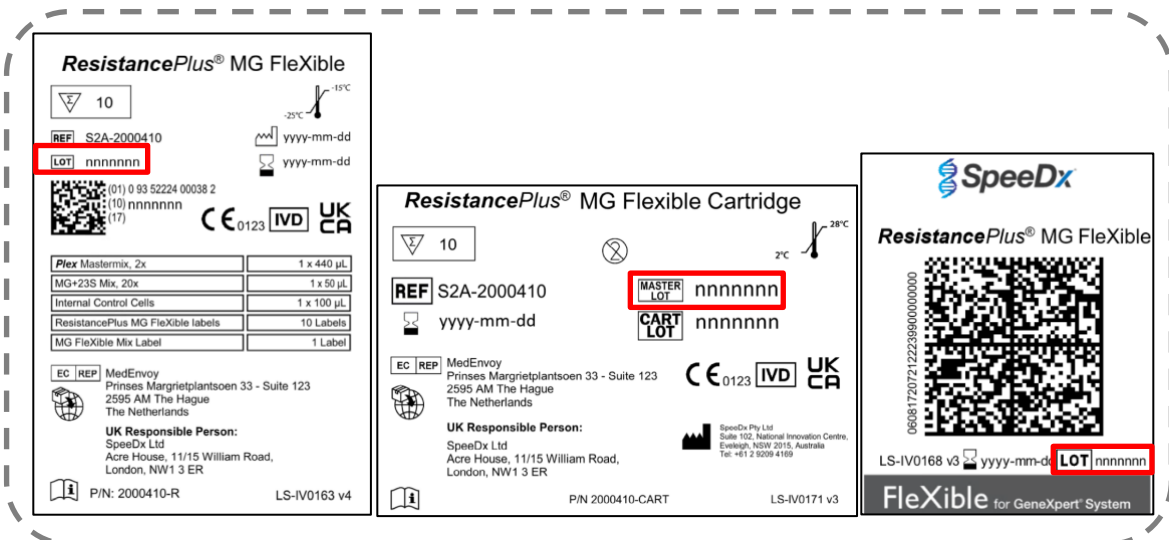 ResistancePlus® MG FleXible
Σ 10
-15°C
-25°C
REF S2A-2000410
yyyy-mm-dd
LOT nnnnnnn
yyyy-mm-dd
(01) 0 93 52224 00038 2
(10) nnnnnnn
(17)
CE 0123 IVD UK CA
Plex Mastermix, 2x 1 x 440 µL
MG+23S Mix, 20x 1 x 50 µL
Internal Control Cells 1 x 100 µL
ResistancePlus MG FleXible labels 10 Labels
MG FleXible Mix Label 1 Label
EC REP MedEnvoy
Prinses Margrietplantsoen 33 - Suite 123
2595 AM The Hague
The Netherlands
UK Responsible Person:
SpeeDx Ltd
Acre House, 11/15 William Road,
London, NW1 3 ER
i P/N: 2000410-R LS-IV0163 v4
ResistancePlus® MG Flexible Cartridge
Σ 10
2
28°C
2°C
REF S2A-2000410
MASTER LOT nnnnnnn
yyyy-mm-dd
CART LOT nnnnnnn
EC REP MedEnvoy
Prinses Margrietplantsoen 33 - Suite 123
2595 AM The Hague
The Netherlands
CE 0123 IVD UK CA
UK Responsible Person:
SpeeDx Ltd
Acre House, 11/15 William Road,
London, NW1 3 ER
SpeeDx Pty Ltd
Suite 102, National Innovation Centre,
Eveleigh, NSW 2015, Australia
Tel: +61 2 9209 4169
i P/N 2000410-CART LS-IV0171 v3
SpeeDx
ResistancePlus® MG FleXible
LS-IV0168 v3 yyyy-mm-dd LOT nnnnnnn
FleXible for GeneXpert® System